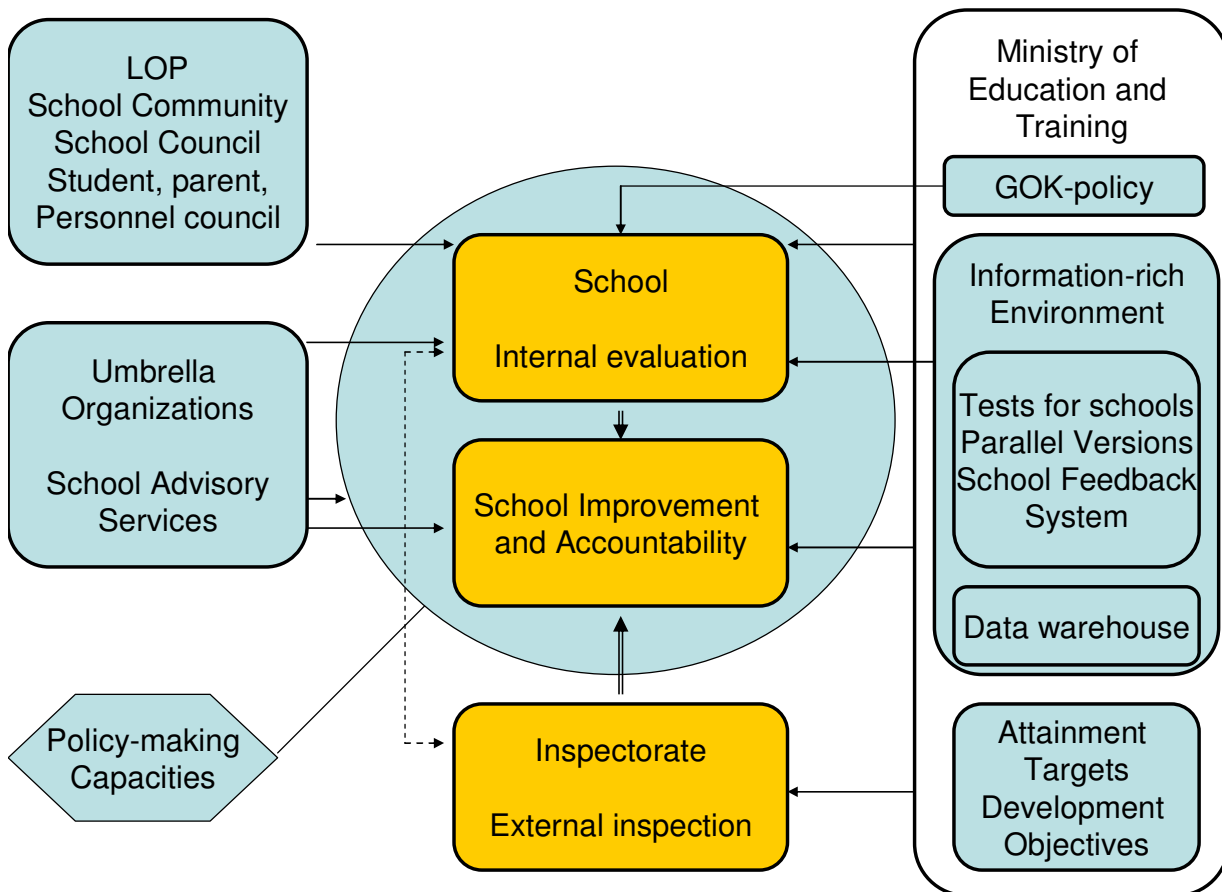 LOP
School Community
School Council
Student, parent,
Personnel council
Umbrella
Organizations
School Advisory
Services
Policy-making
Capacities
School
Internal evaluation
School Improvement
and Accountability
Inspectorate
External inspection
Ministry of
Education and
Training
GOK-policy
Information-rich
Environment
Tests for schools
Parallel Versions
School Feedback
System
Data warehouse
Attainment
Targets
Development
Objectives